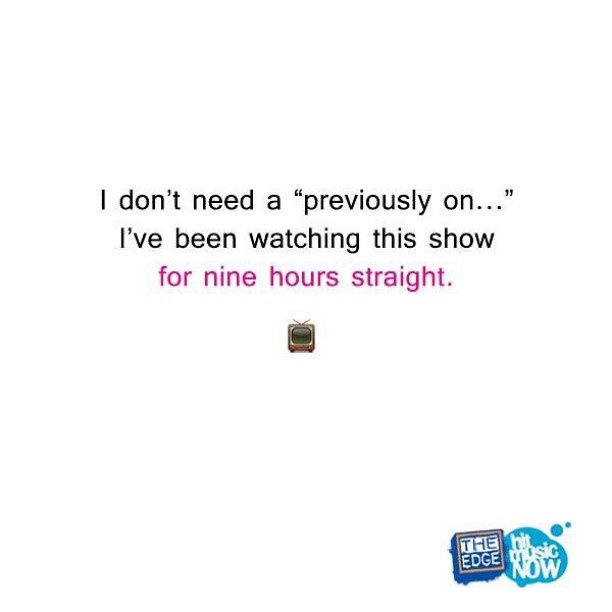 I don't need a “previously on...”
I've been watching this show
for nine hours straight.
THE
EDGE
hit
music
NOW